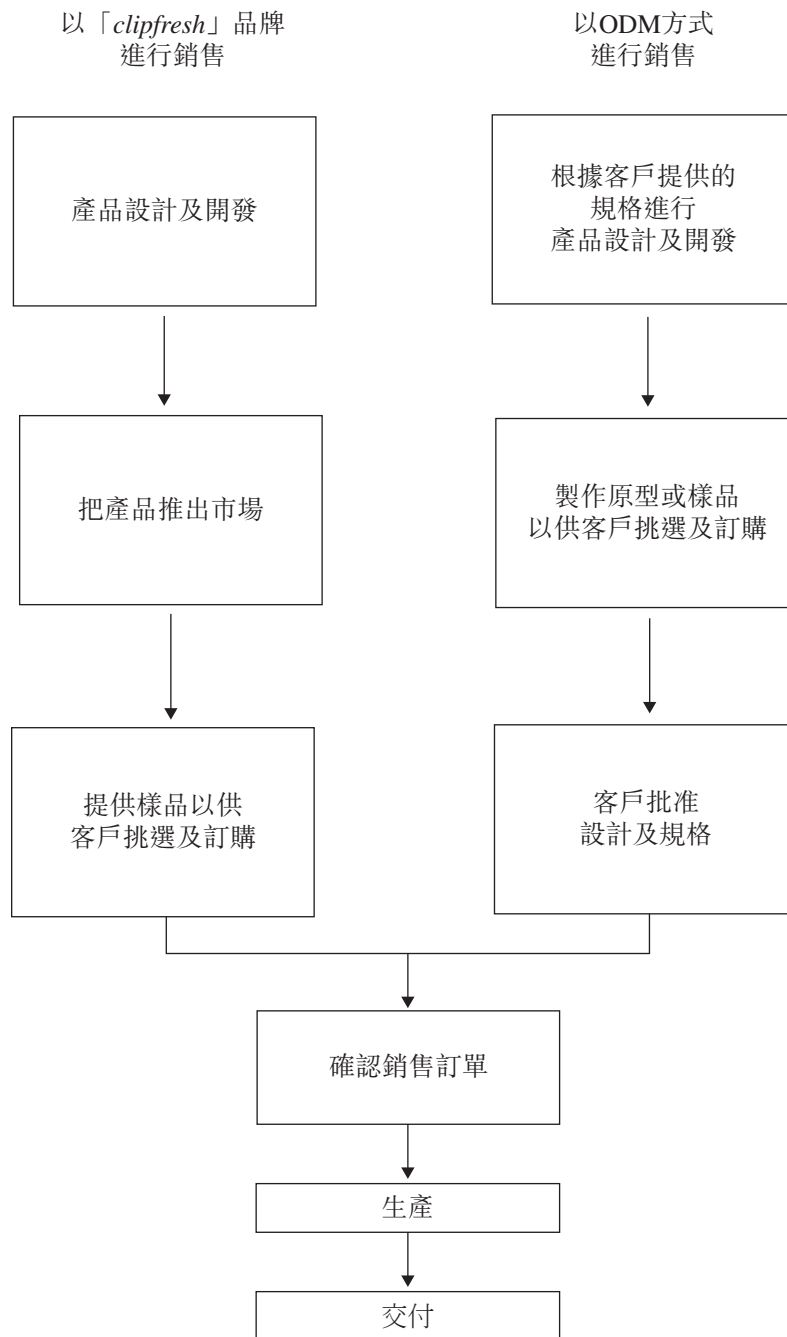 以「clipfresh」品牌
進行銷售
以ODM方式
進行銷售
產品設計及開發
根據客戶提供的
規格進行
產品設計及開發
把產品推出市場
製作原型或樣品
以供客戶挑選及訂購
提供樣品以供
客戶挑選及訂購
客戶批准
設計及規格
確認銷售訂單
生產
交付